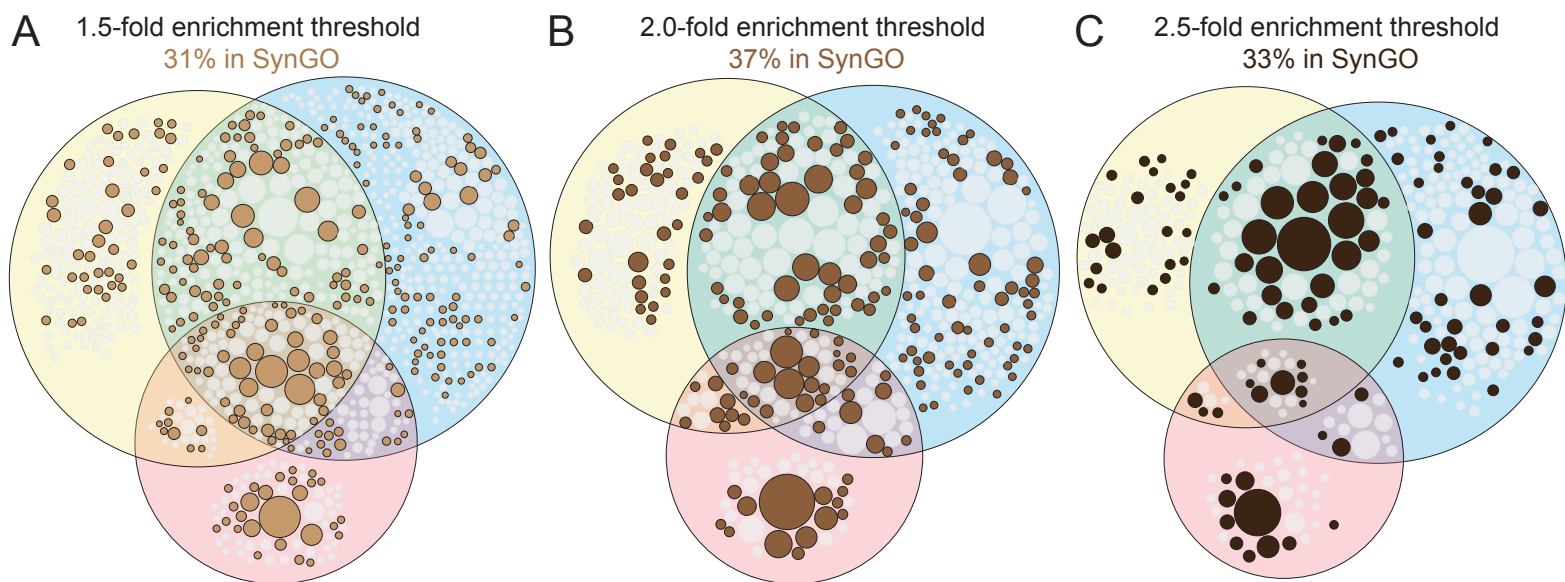 A
1.5-fold enrichment threshold
31% in SynGO
B
2.0-fold enrichment threshold
37% in SynGO
C
2.5-fold enrichment threshold
33% in SynGO